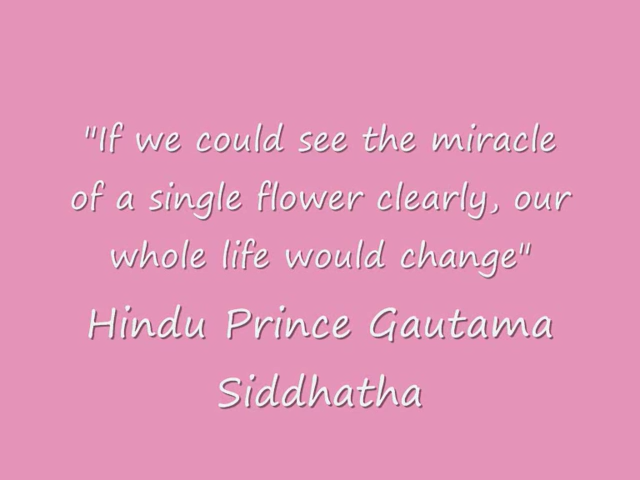 "If we could see the miracle
of a single flower clearly, our
whole life would change"
Hindu Prince Gautama
Siddhatha